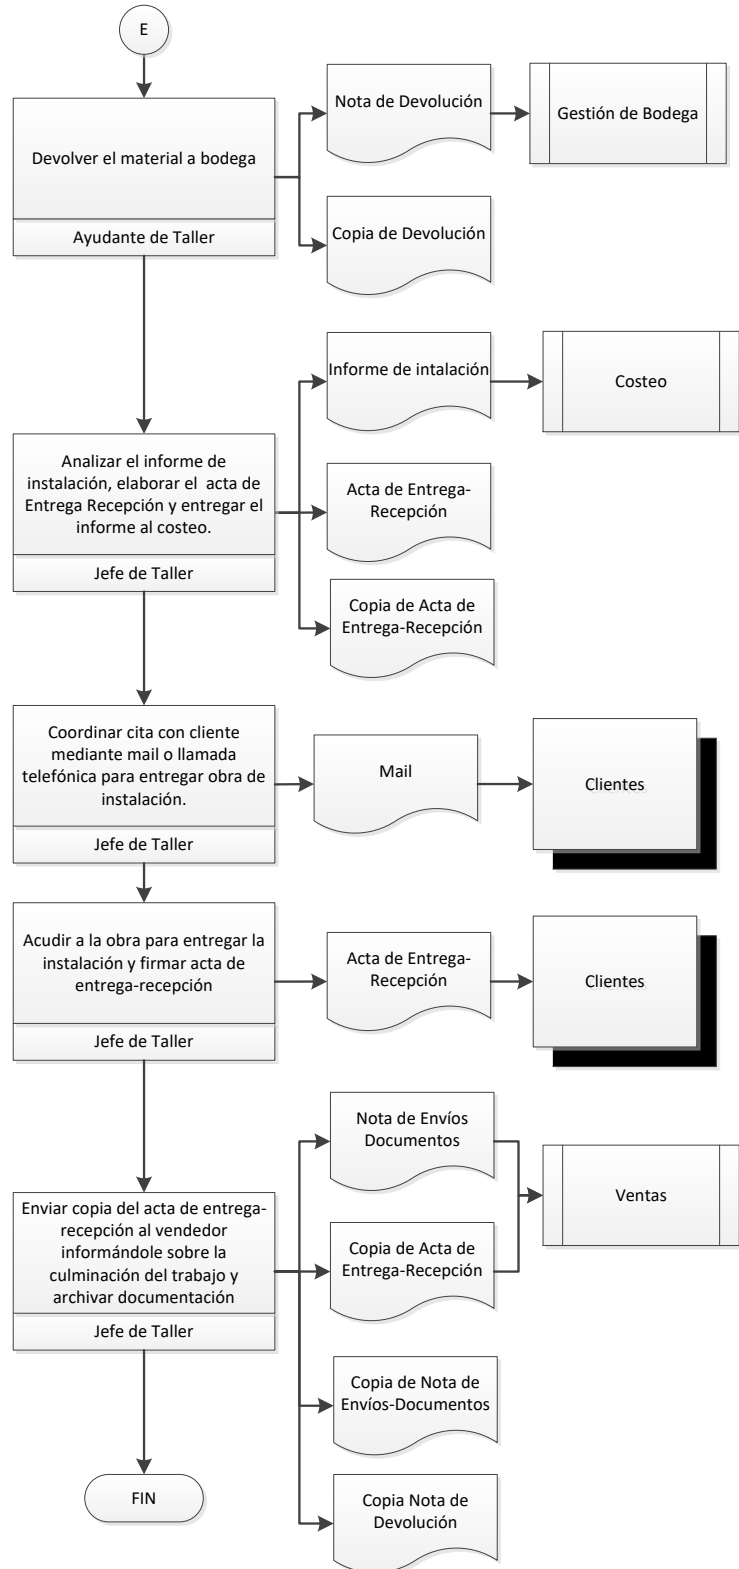 E
Devolver el material a bodega
Ayudante de Taller
Nota de Devolución
Gestión de Bodega
Copia de Devolución
Informe de intalación
Costeo
Analizar el informe de
instalación, elaborar el acta de
Entrega Recepción y entregar el
informe al costeo.
Jefe de Taller
Acta de Entrega-
Recepción
Copia de Acta de
Entrega-Recepción
Coordinar cita con cliente
mediante mail o llamada
telefónica para entregar obra de
instalación.
Jefe de Taller
Mail
Clientes
Acudir a la obra para entregar la
instalación y firmar acta de
entrega-recepción
Jefe de Taller
Acta de Entrega-
Recepción
Clientes
Nota de Envíos
Documentos
Ventas
Enviar copia del acta de entrega-
recepción al vendedor
informándole sobre la
culminación del trabajo y
archivar documentación
Jefe de Taller
Copia de Acta de
Entrega-Recepción
Copia de Nota de
Envíos-Documentos
Copia Nota de
Devolución
FIN